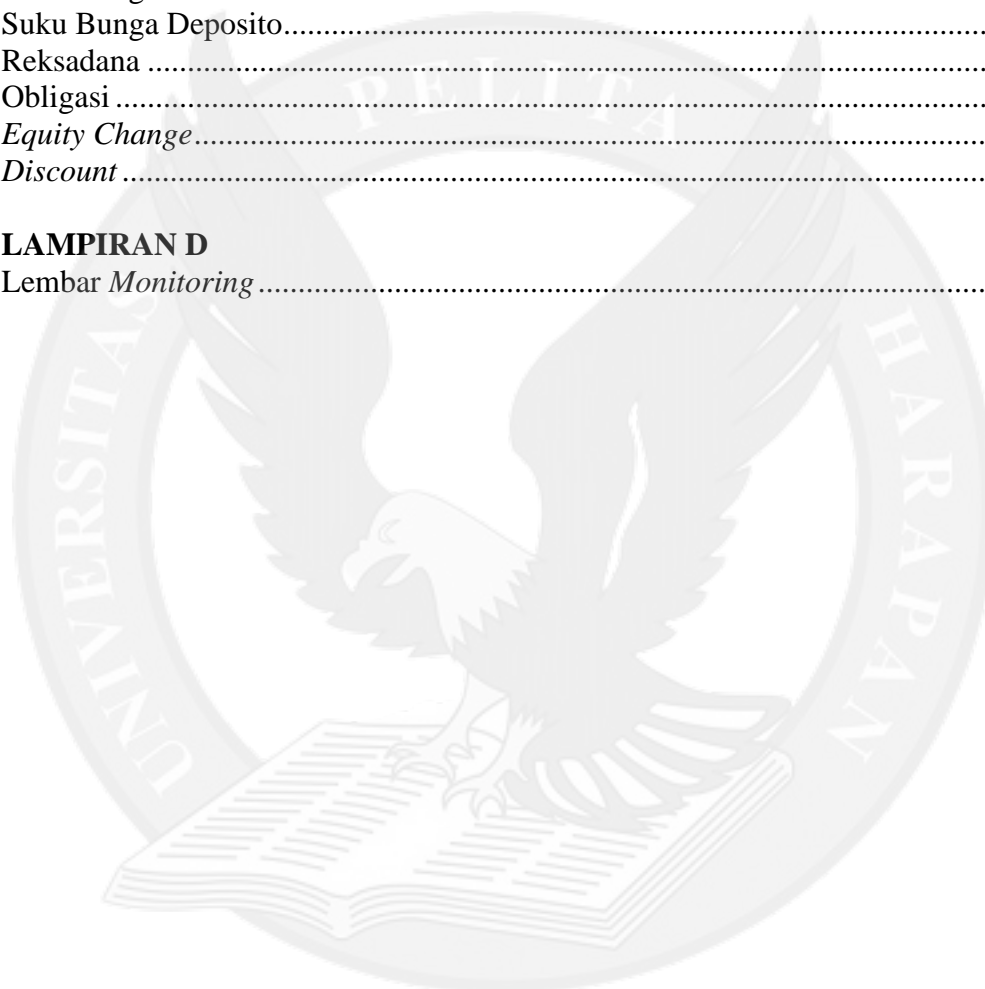 Suku Bunga Deposito..........................................................................................
Reksadana ..........................................................................................................
Obligasi ..............................................................................................................
Equity Change....................................................................................................
Discount .............................................................................................................
LAMPIRAN D
Lembar Monitoring ............................................................................................
UNIVERSITAS PELITA HARAPAN